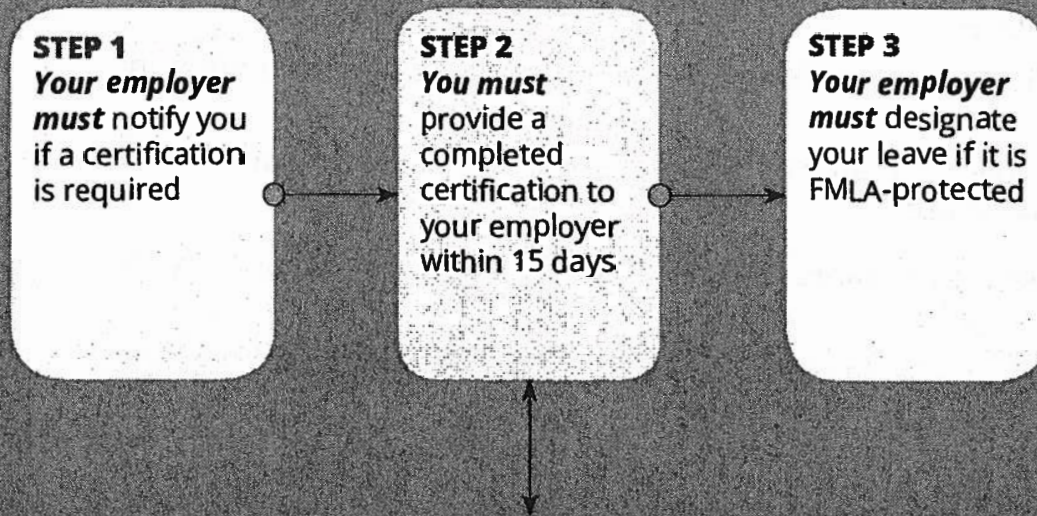 STEP 1
Your employer
must notify you
if a certification
is required
STEP 2
You must
provide a
completed
certification to
your employer
within 15 days
STEP 3
Your employer
must designate
your leave if it is
FMLA-protected